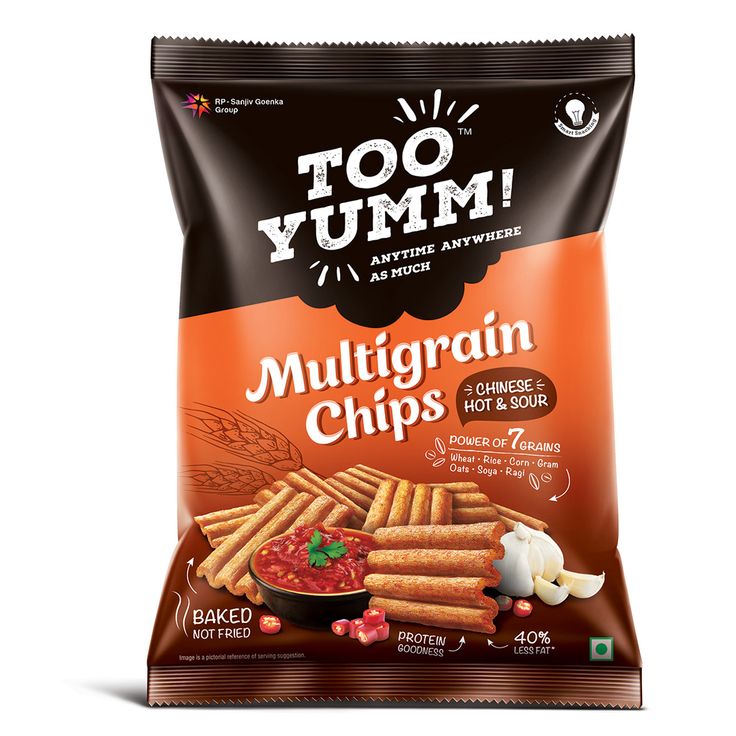 RP - Sanjiv Goenka
Group
Smart Snacking
TOO
YUMM!
TM
ANYTIME ANYWHERE
AS MUCH
Multigrain
Chips
CHINESE
HOT & SOUR
POWER OF 7 GRAINS
Wheat • Rice • Corn • Gram
Oats • Soya • Ragi
BAKED
NOT FRIED
PROTEIN
GOODNESS
40%
LESS FAT*
Image is a pictorial reference of serving suggestion.